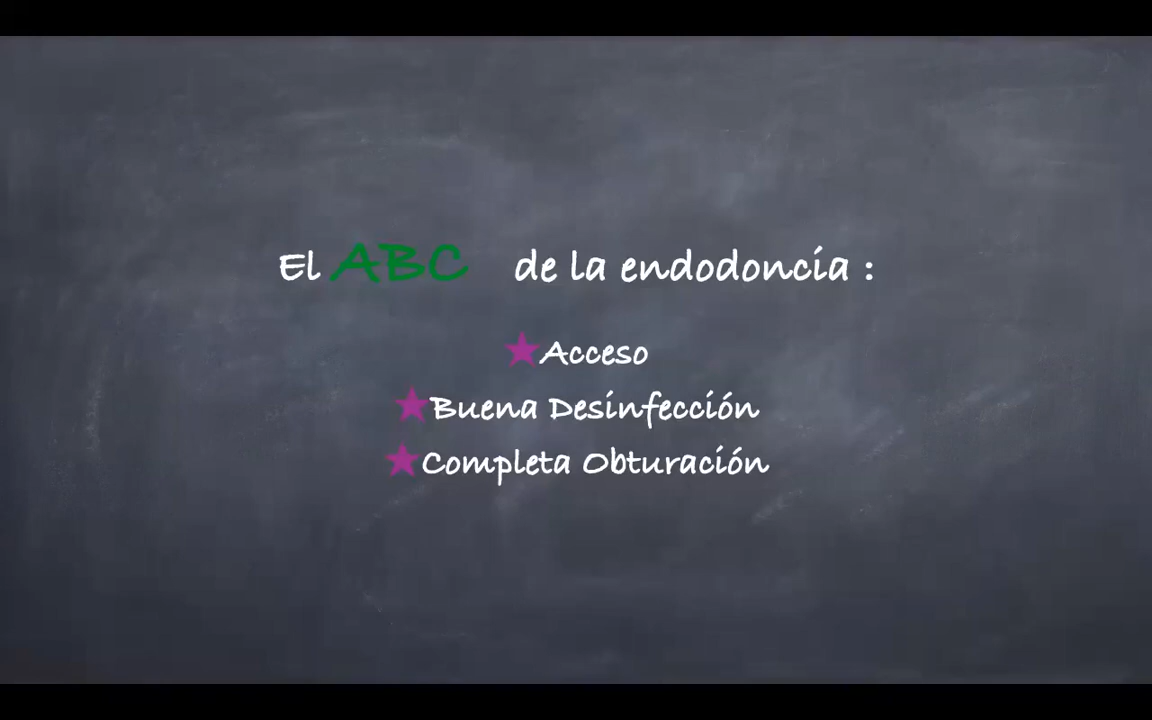 El ABC de la endodoncia :
Acceso
Buena Desinfección
Completa Obturación